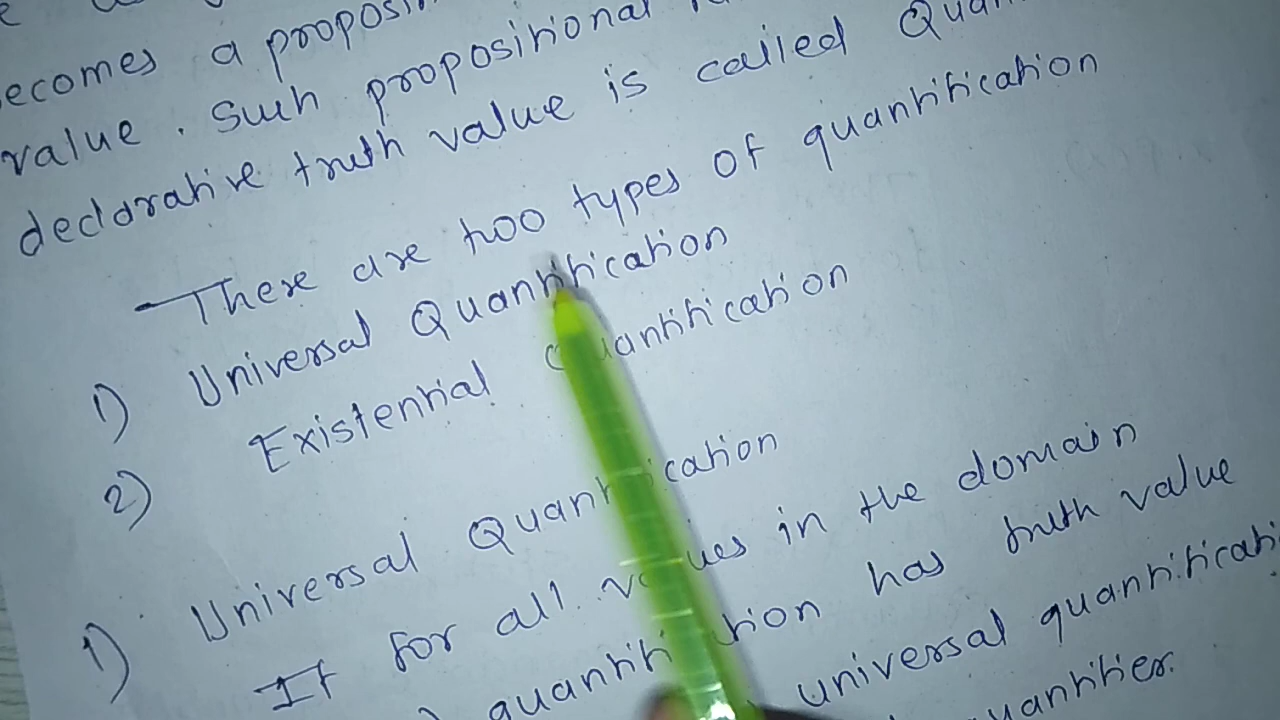 becomes a proposi
value. Such propositional
declarative truth value is called Quan
There are two types of quantification
1) Universal Quantification
2) Existential Quantification
1) Universal Quantification
If for all values in the domain
quantification has truth value
universal quantificati
quantifier.